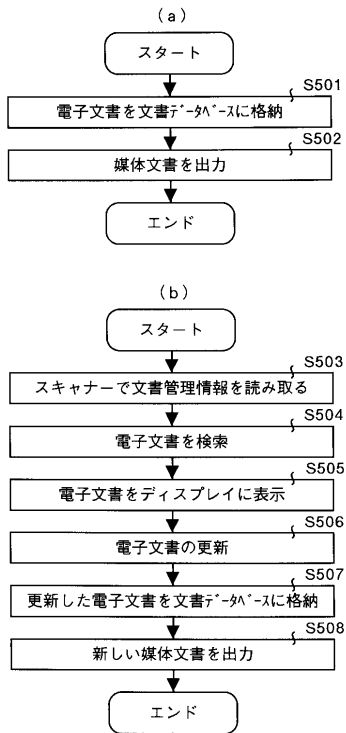 (a)
スタート
S501
電子文書を文書ﾃﾞｰﾀﾍﾞｰｽに格納
S502
媒体文書を出力
エンド
(b)
スタート
S503
スキャナーで文書管理情報を読み取る
S504
電子文書を検索
S505
電子文書をディスプレイに表示
S506
電子文書の更新
S507
更新した電子文書を文書ﾃﾞｰﾀﾍﾞｰｽに格納
S508
新しい媒体文書を出力
エンド